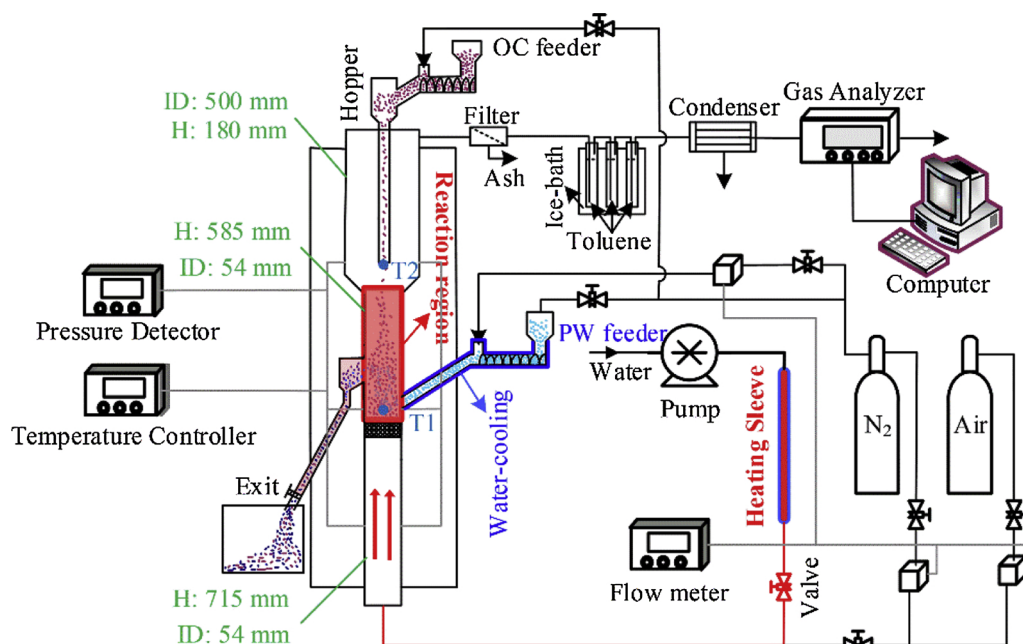 OC feeder
Hopper
ID: 500 mm
H: 180 mm
Filter
Ash
Ice-bath
Toluene
Condenser
Gas Analyzer
Computer
Reaction region
H: 585 mm
ID: 54 mm
T2
Pressure Detector
PW feeder
Water
Pump
Temperature Controller
T1
Water-cooling
Heating Sleeve
N2
Air
Exit
Flow meter
Valve
H: 715 mm
ID: 54 mm